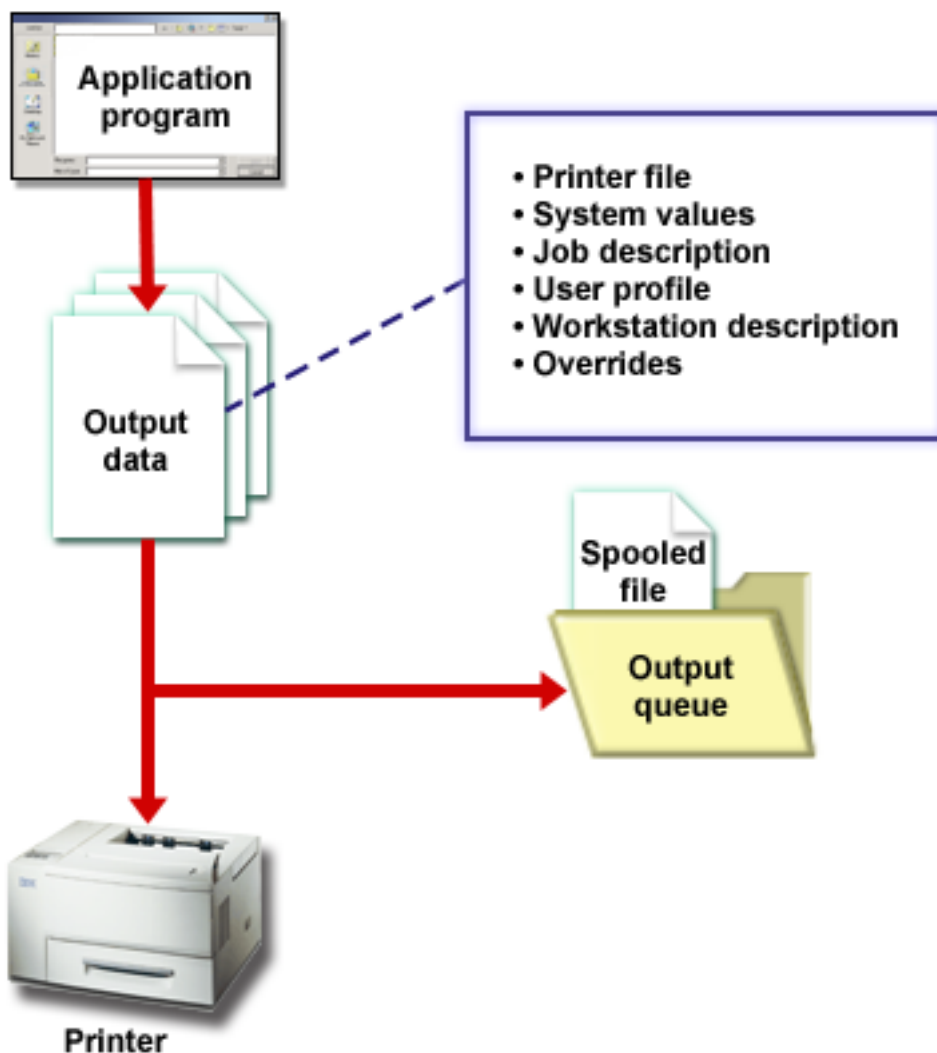 Application
program
• Printer file
• System values
• Job description
• User profile
• Workstation description
• Overrides
Output
data
Spooled
file
Output
queue
IBM
Printer